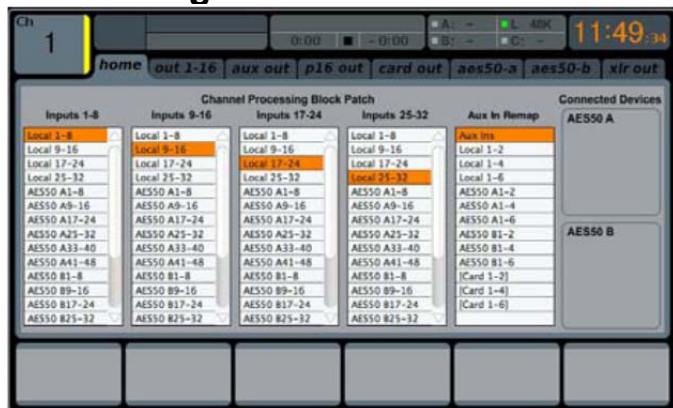 Ch
1
0:00 - 0:00
A: - L 48K
B: - C: -
11:49:34
home out 1-16 aux out p16 out card out aes50-a aes50-b xlr out
Channel Processing Block Patch
Connected Devices
Inputs 1-8 Inputs 9-16 Inputs 17-24 Inputs 25-32 Aux In Remap
AES50 A
Local 1-8 Local 1-8 Local 1-8 Local 1-8 Aux Ins
Local 9-16 Local 9-16 Local 9-16 Local 9-16 Local 1-2
Local 17-24 Local 17-24 Local 17-24 Local 17-24 Local 1-4
Local 25-32 Local 25-32 Local 25-32 Local 25-32 Local 1-6
AES50 A1-8 AES50 A1-8 AES50 A1-8 AES50 A1-8 AES50 A1-2
AES50 A9-16 AES50 A9-16 AES50 A9-16 AES50 A9-16 AES50 A1-4
AES50 A17-24 AES50 A17-24 AES50 A17-24 AES50 A17-24 AES50 A1-6
AES50 A25-32 AES50 A25-32 AES50 A25-32 AES50 A25-32 AES50 B1-2
AES50 B
AES50 A33-40 AES50 A33-40 AES50 A33-40 AES50 A33-40 AES50 B1-4
AES50 A41-48 AES50 A41-48 AES50 A41-48 AES50 A41-48 AES50 B1-6
AES50 B1-8 AES50 B1-8 AES50 B1-8 AES50 B1-8 [Card 1-2]
AES50 B9-16 AES50 B9-16 AES50 B9-16 AES50 B9-16 [Card 1-4]
AES50 B17-24 AES50 B17-24 AES50 B17-24 AES50 B17-24 [Card 1-6]
AES50 B25-32 AES50 B25-32 AES50 B25-32 AES50 B25-32